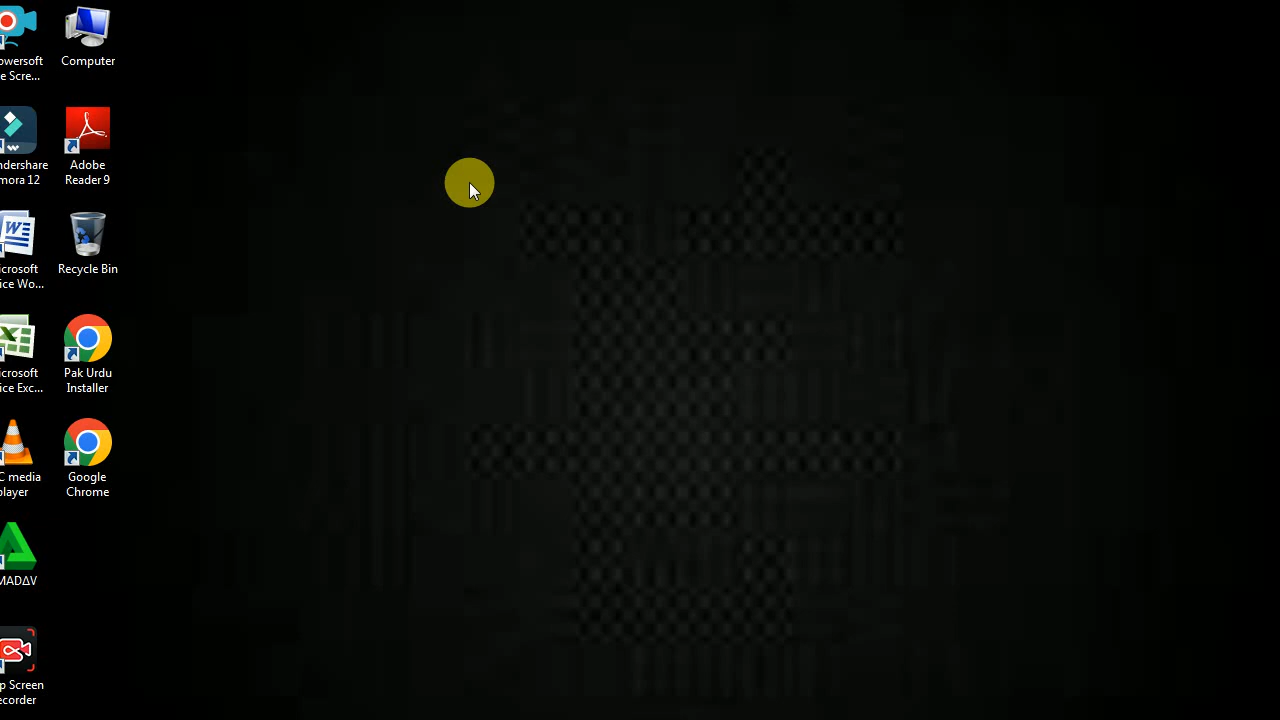 owersoft
e Scre...
Computer
ndershare
mora 12
Adobe
Reader 9
icrosoft
ice Wo...
Recycle Bin
icrosoft
ice Exc...
Pak Urdu
Installer
C media
player
Google
Chrome
MADΔV
p Screen
ecorder